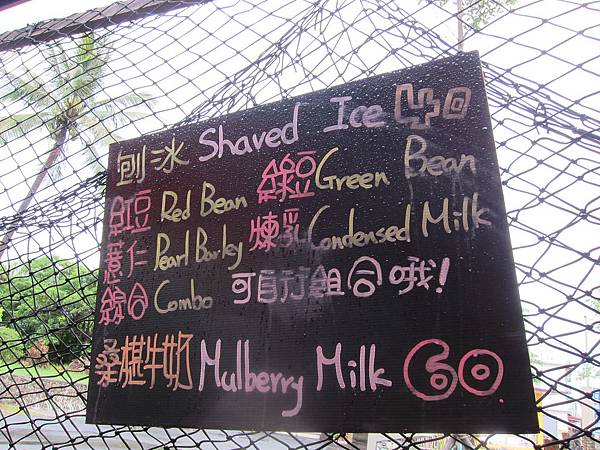 刨冰 Shaved Ice 40
紅豆 Red Bean 綠豆 Green Bean
薏仁 Pearl Barley 煉乳 Condensed Milk
綜合 Combo 可自行組合哦!
桑椹牛奶 Mulberry Milk 60.